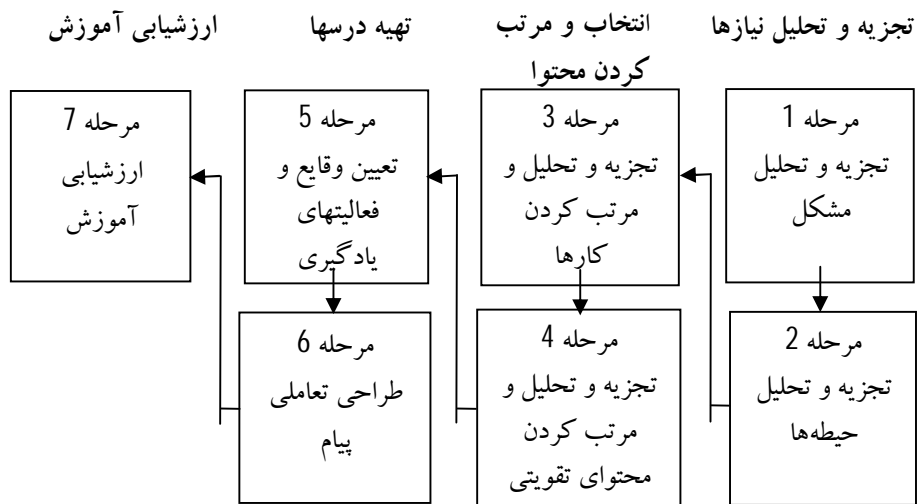 تجزیه و تحلیل نیازها
انتخاب و مرتب
کردن محتوا
تهیه درسها
ارزشیابی آموزش
مرحله 1
تجزیه و تحلیل
مشکل
مرحله 2
تجزیه و تحلیل
حیطه‌ها
مرحله 3
تجزیه و تحلیل و
مرتب کردن
کارها
مرحله 4
تجزیه و تحلیل و
مرتب کردن
محتوای تقویتی
مرحله 5
تعیین وقایع و
فعالیتهای
یادگیری
مرحله 6
طراحی تعاملی
پیام
مرحله 7
ارزشیابی
آموزش